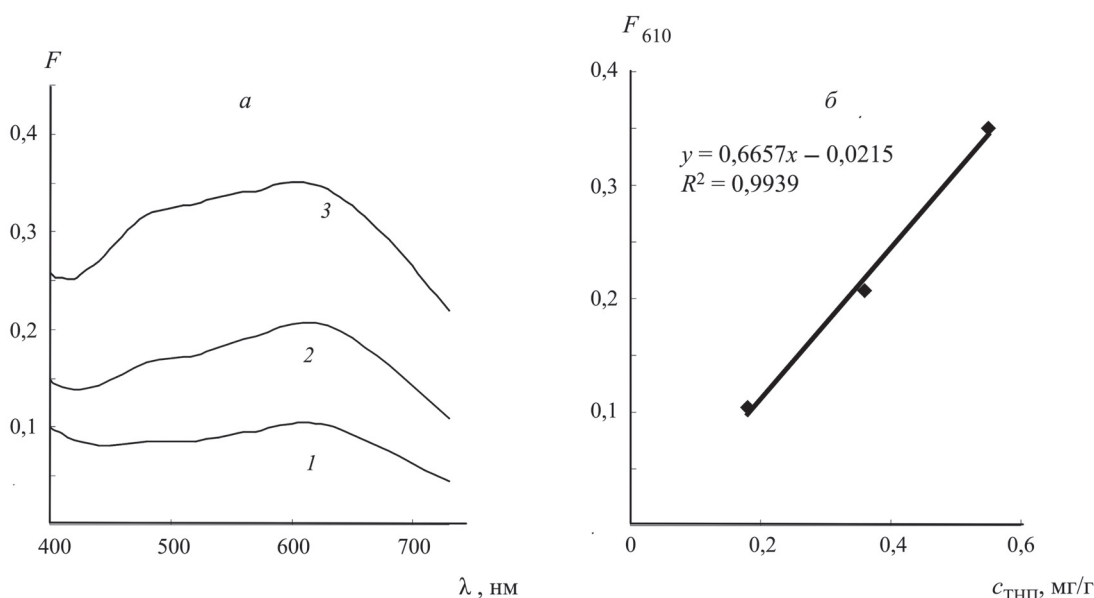 F
а
0,4
0,3
0,2
0,1
3
2
1
400 500 600 700
λ , нм
F 610
б
0,4
0,3
0,2
0,1
y = 0,6657x – 0,0215
R² = 0,9939
0 0,2 0,4 0,6
cТНП, мг/г